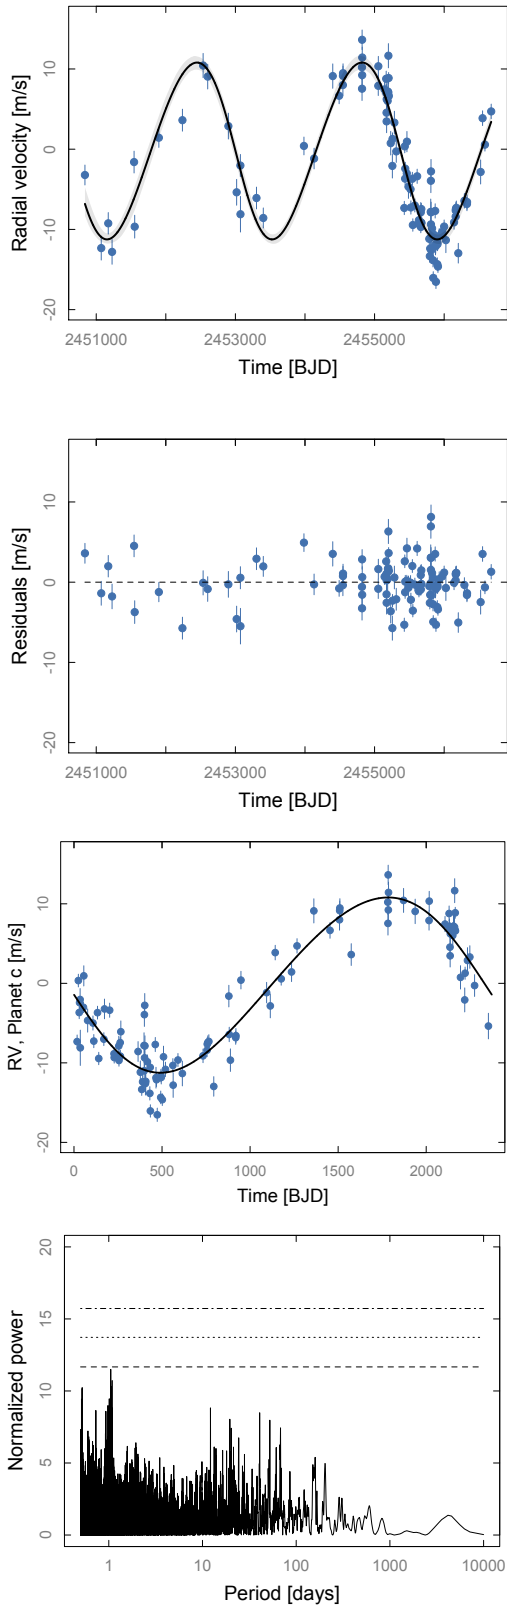 10
0
-10
-20
Radial velocity [m/s]
2451000 2453000 2455000
Time [BJD]
10
0
-10
-20
Residuals [m/s]
2451000 2453000 2455000
Time [BJD]
10
0
-10
-20
RV, Planet c [m/s]
0 500 1000 1500 2000
Time [BJD]
20
15
10
5
0
Normalized power
1 10 100 1000 10000
Period [days]